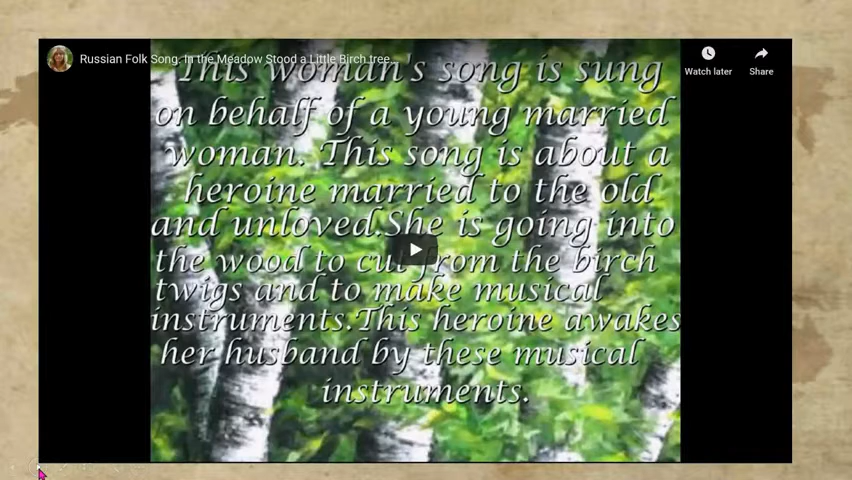 Russian Folk Song. In the Meadow Stood a Little Birch tree...
Watch later
Share
This woman's song is sung
on behalf of a young married
woman. This song is about a
heroine married to the old
and unloved.She is going into
the wood to cut from the birch
twigs and to make musical
instruments.This heroine awakes
her husband by these musical
instruments.